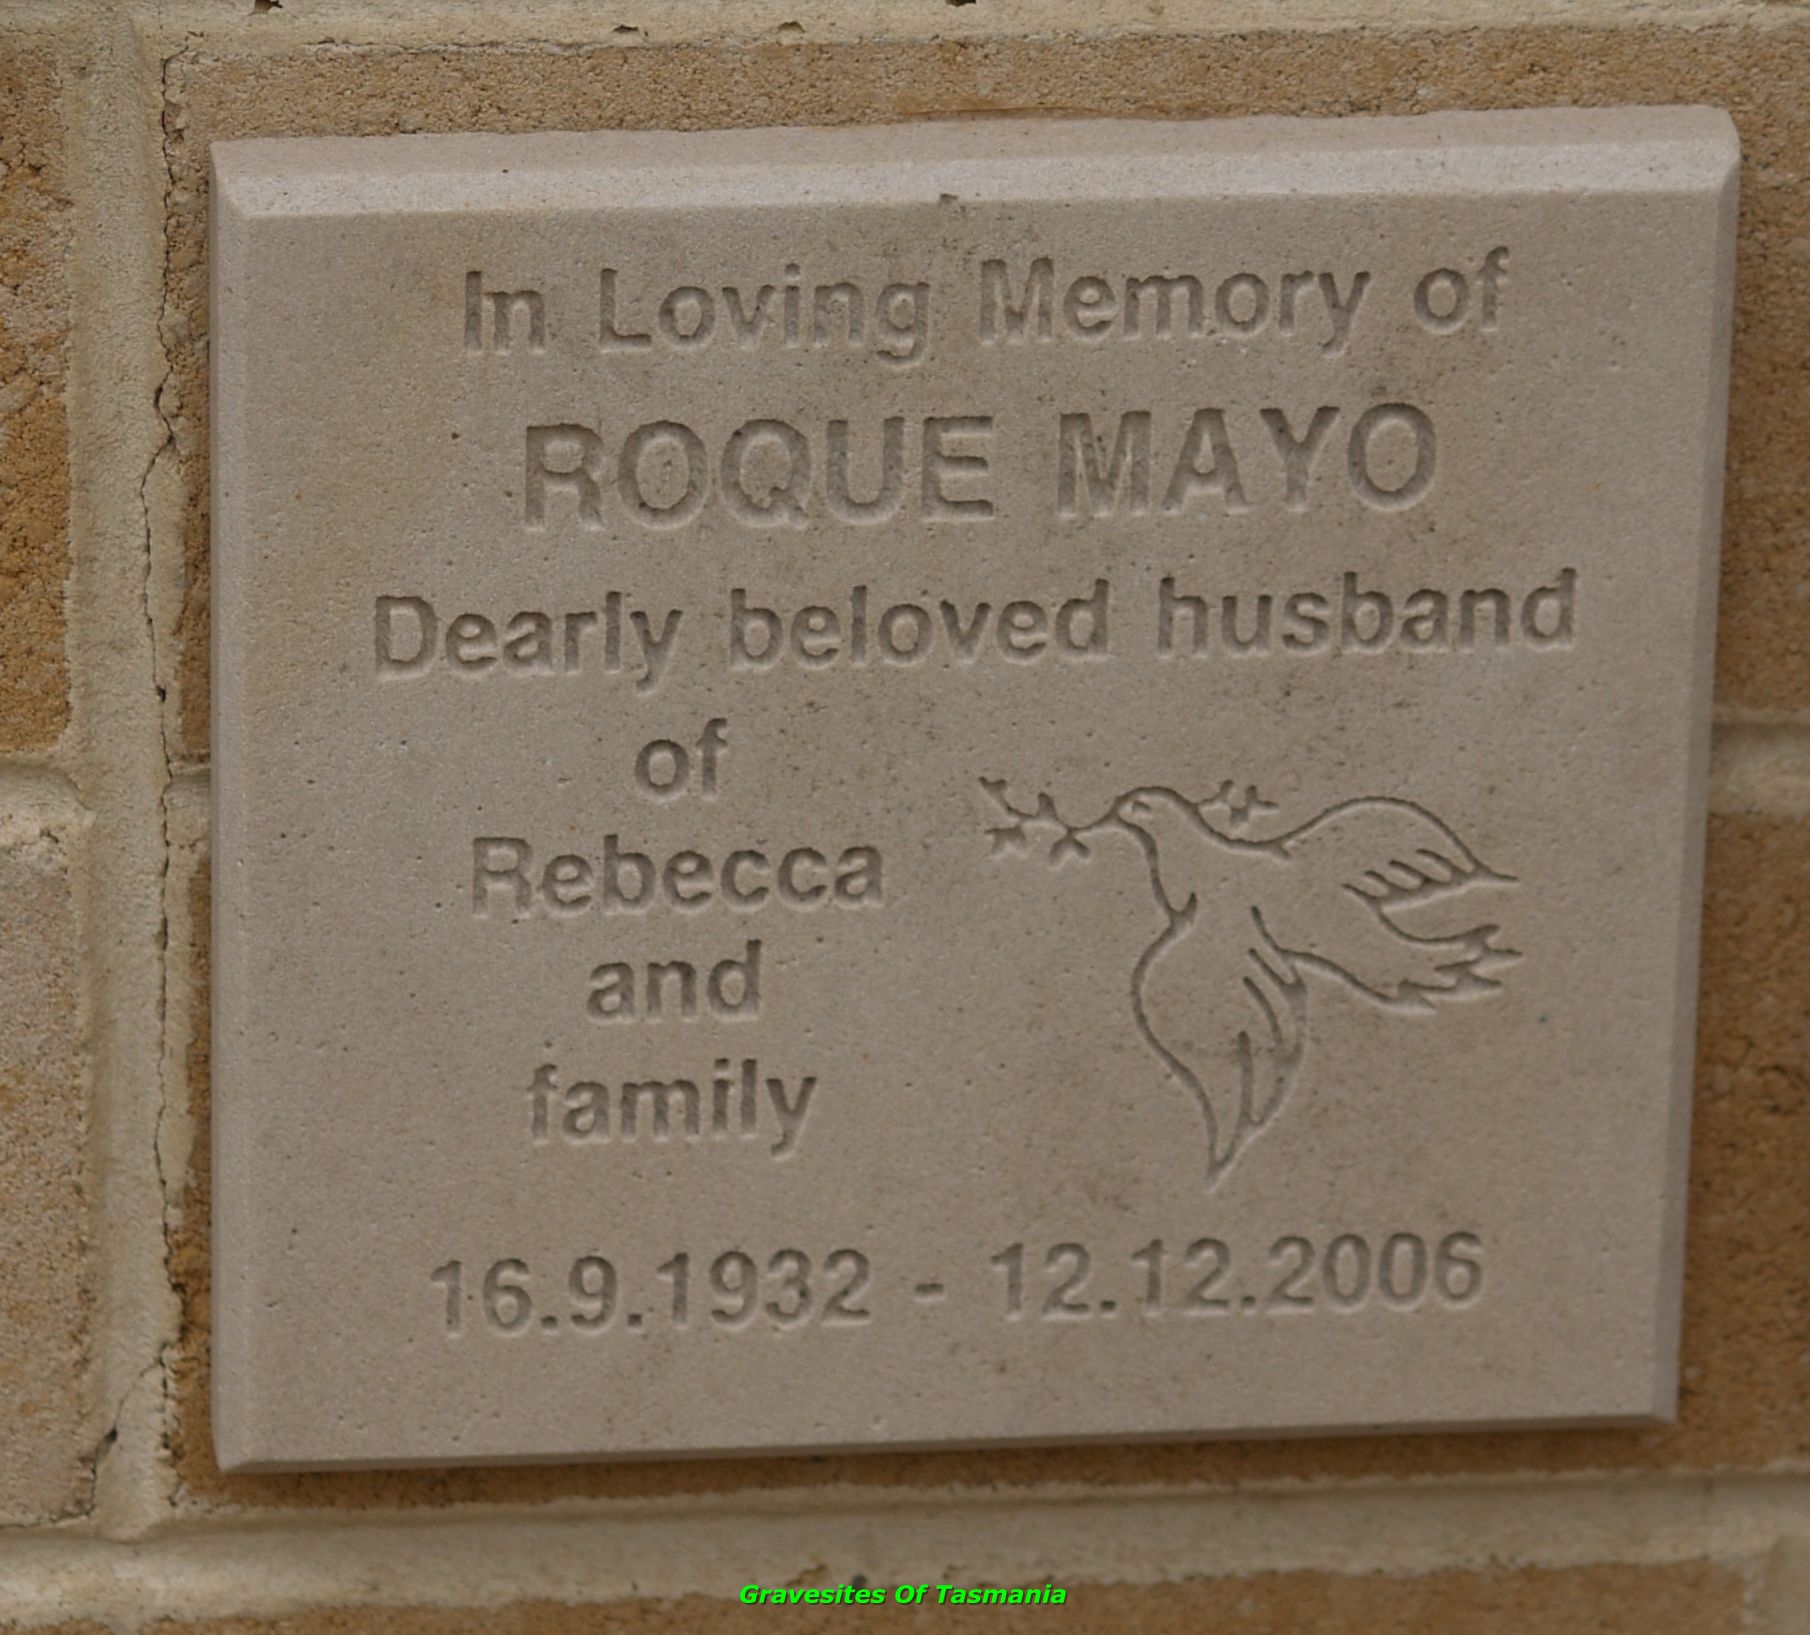 In Loving Memory of
ROQUE MAYO
Dearly beloved husband
of
Rebecca
and
family
16.9.1932 - 12.12.2006
Gravesites Of Tasmania